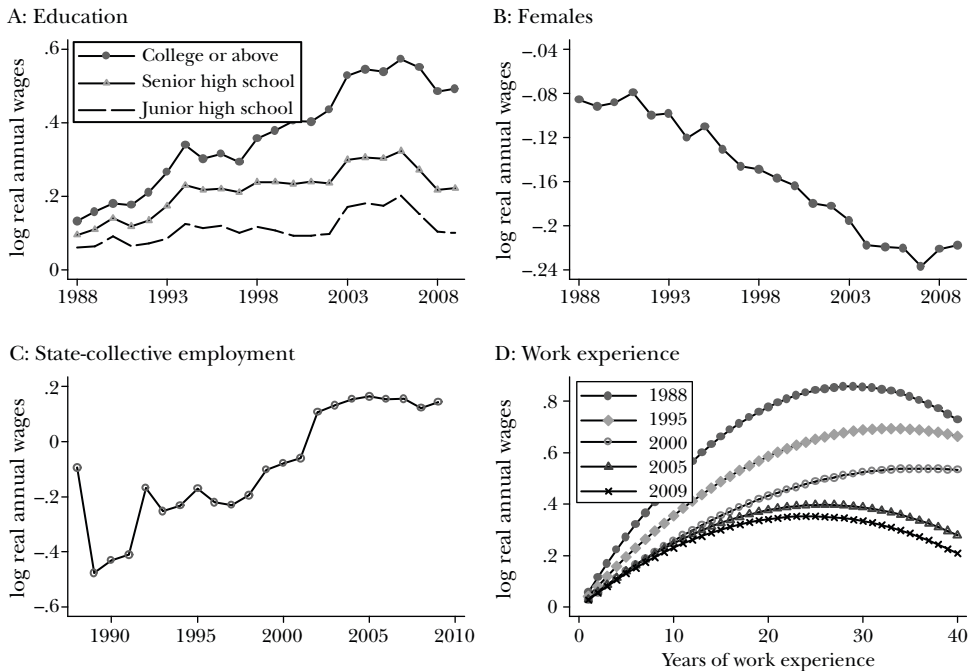 A: Education
log real annual wages
.6
.4
.2
0
College or above
Senior high school
Junior high school
1988 1993 1998 2003 2008
B: Females
log real annual wages
–.04
–.08
–.12
–.16
–.2
–.24
1988 1993 1998 2003 2008
C: State-collective employment
log real annual wages
.2
0
–.2
–.4
–.6
1990 1995 2000 2005 2010
D: Work experience
log real annual wages
.8
.6
.4
.2
0
1988
1995
2000
2005
2009
0 10 20 30 40
Years of work experience